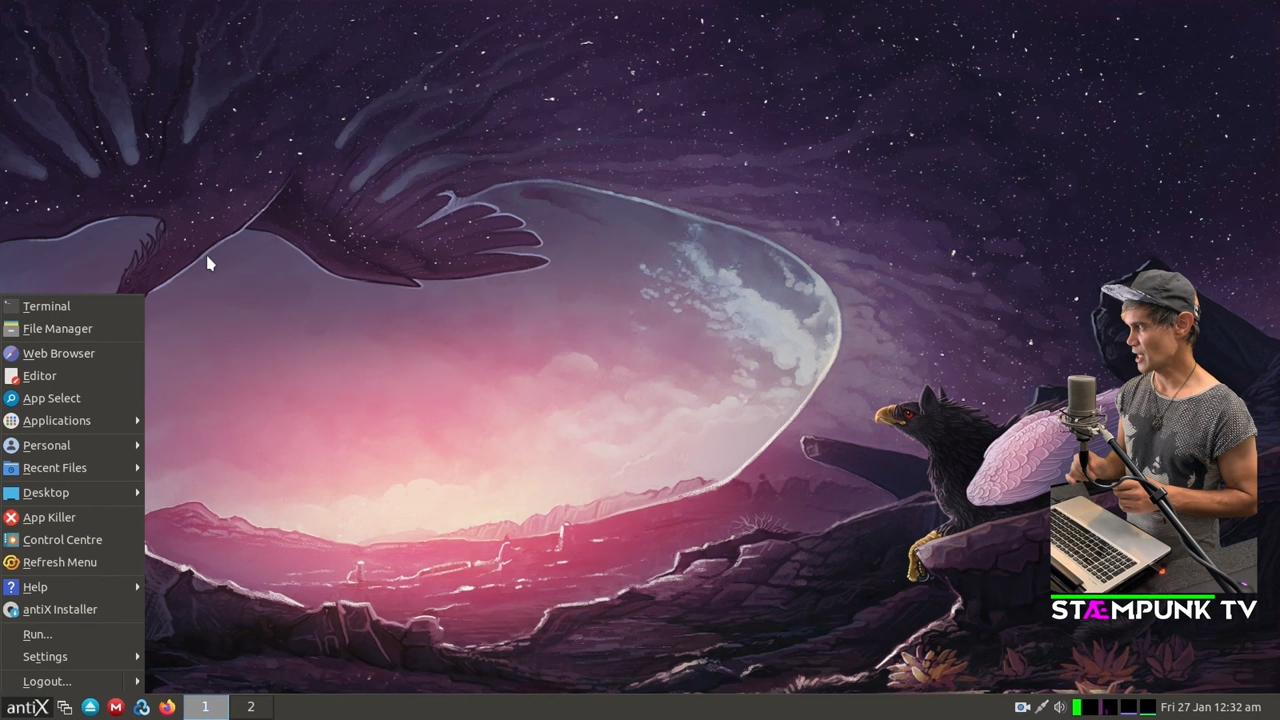 Terminal
File Manager
Web Browser
Editor
App Select
Applications
Personal
Recent Files
Desktop
App Killer
Control Centre
Refresh Menu
Help
antiX Installer
Run...
Settings
Logout...
STÆMPUNK TV
antiX 1 2 Fri 27 Jan 12:32 am